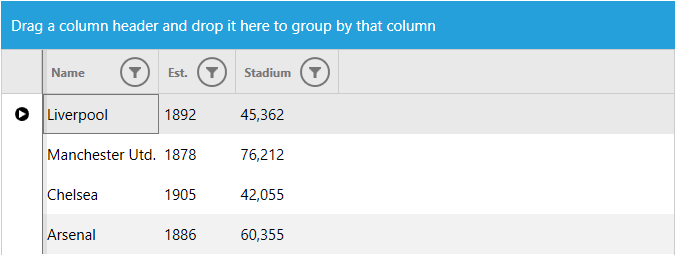 Drag a column header and drop it here to group by that column
Name Est. Stadium
Liverpool 1892 45,362
Manchester Utd. 1878 76,212
Chelsea 1905 42,055
Arsenal 1886 60,355